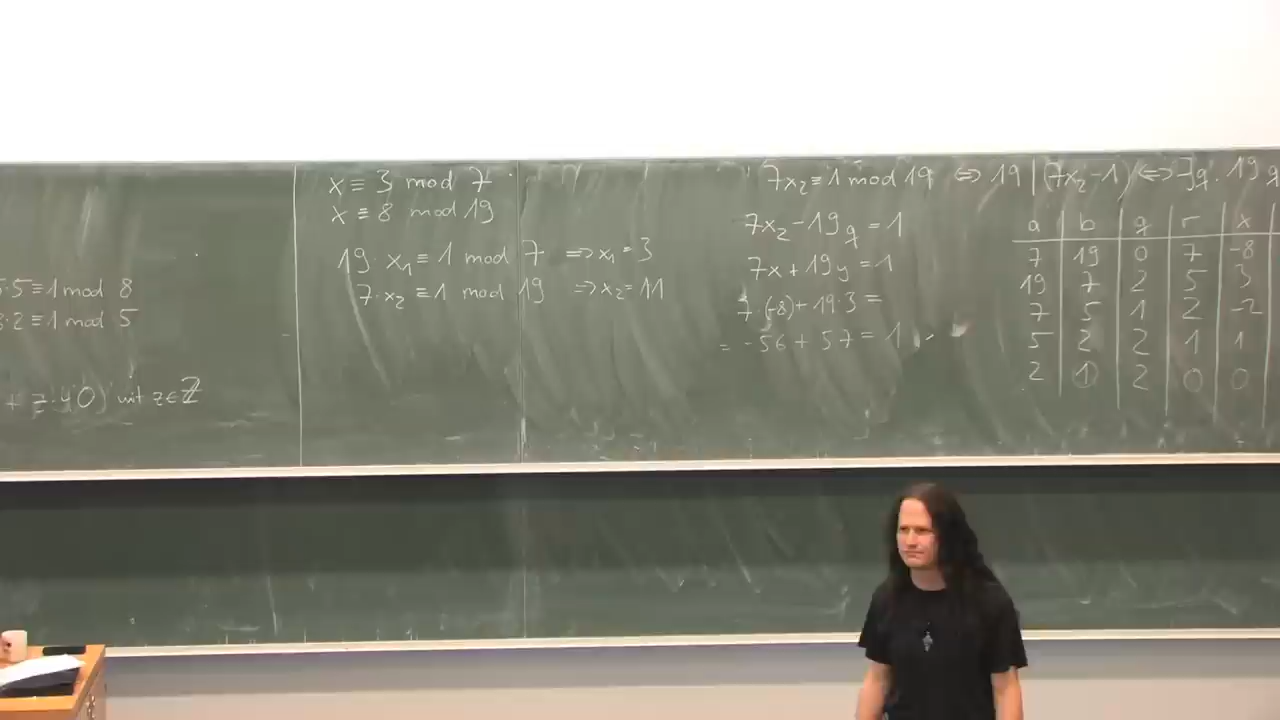 5·5≡1 mod 8
3·2≡1 mod 5
+ z·40) mit z∈ℤ
x ≡ 3 mod 7
x ≡ 8 mod 19
19·x₁ ≡ 1 mod 7 ⇒ x₁=3
7·x₂ ≡ 1 mod 19 ⇒ x₂=11
7x₂≡1 mod 19 ⇔ 19 | (7x₂-1) ⇔ ∃q: 19q
7x₂-19q = 1
7x+19y = 1
7·(-8)+19·3 =
= -56 + 57 = 1 ✓
a b q r x
7 19 0 7 -8
19 7 2 5 3
7 5 1 2 -2
5 2 2 1 1
2 1 2 0 0